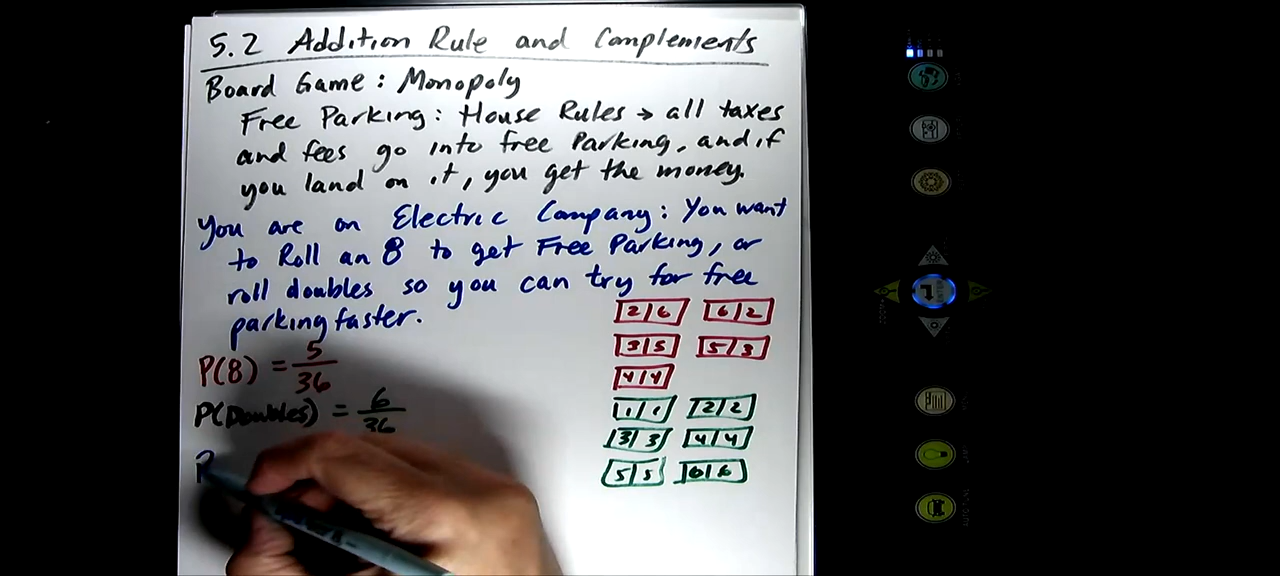 5.2 Addition Rule and Complements
Board Game: Monopoly
Free Parking: House Rules → all taxes
and fees go into free Parking, and if
you land on it, you get the money.
You are on Electric Company: You want
to Roll an 8 to get Free Parking, or
roll doubles so you can try for free
parking faster.
P(8) = 5/36
P(Doubles) = 6/36
P
2|6 6|2
3|5 5|3
4|4
1|1 2|2
3|3 4|4
5|5 6|6